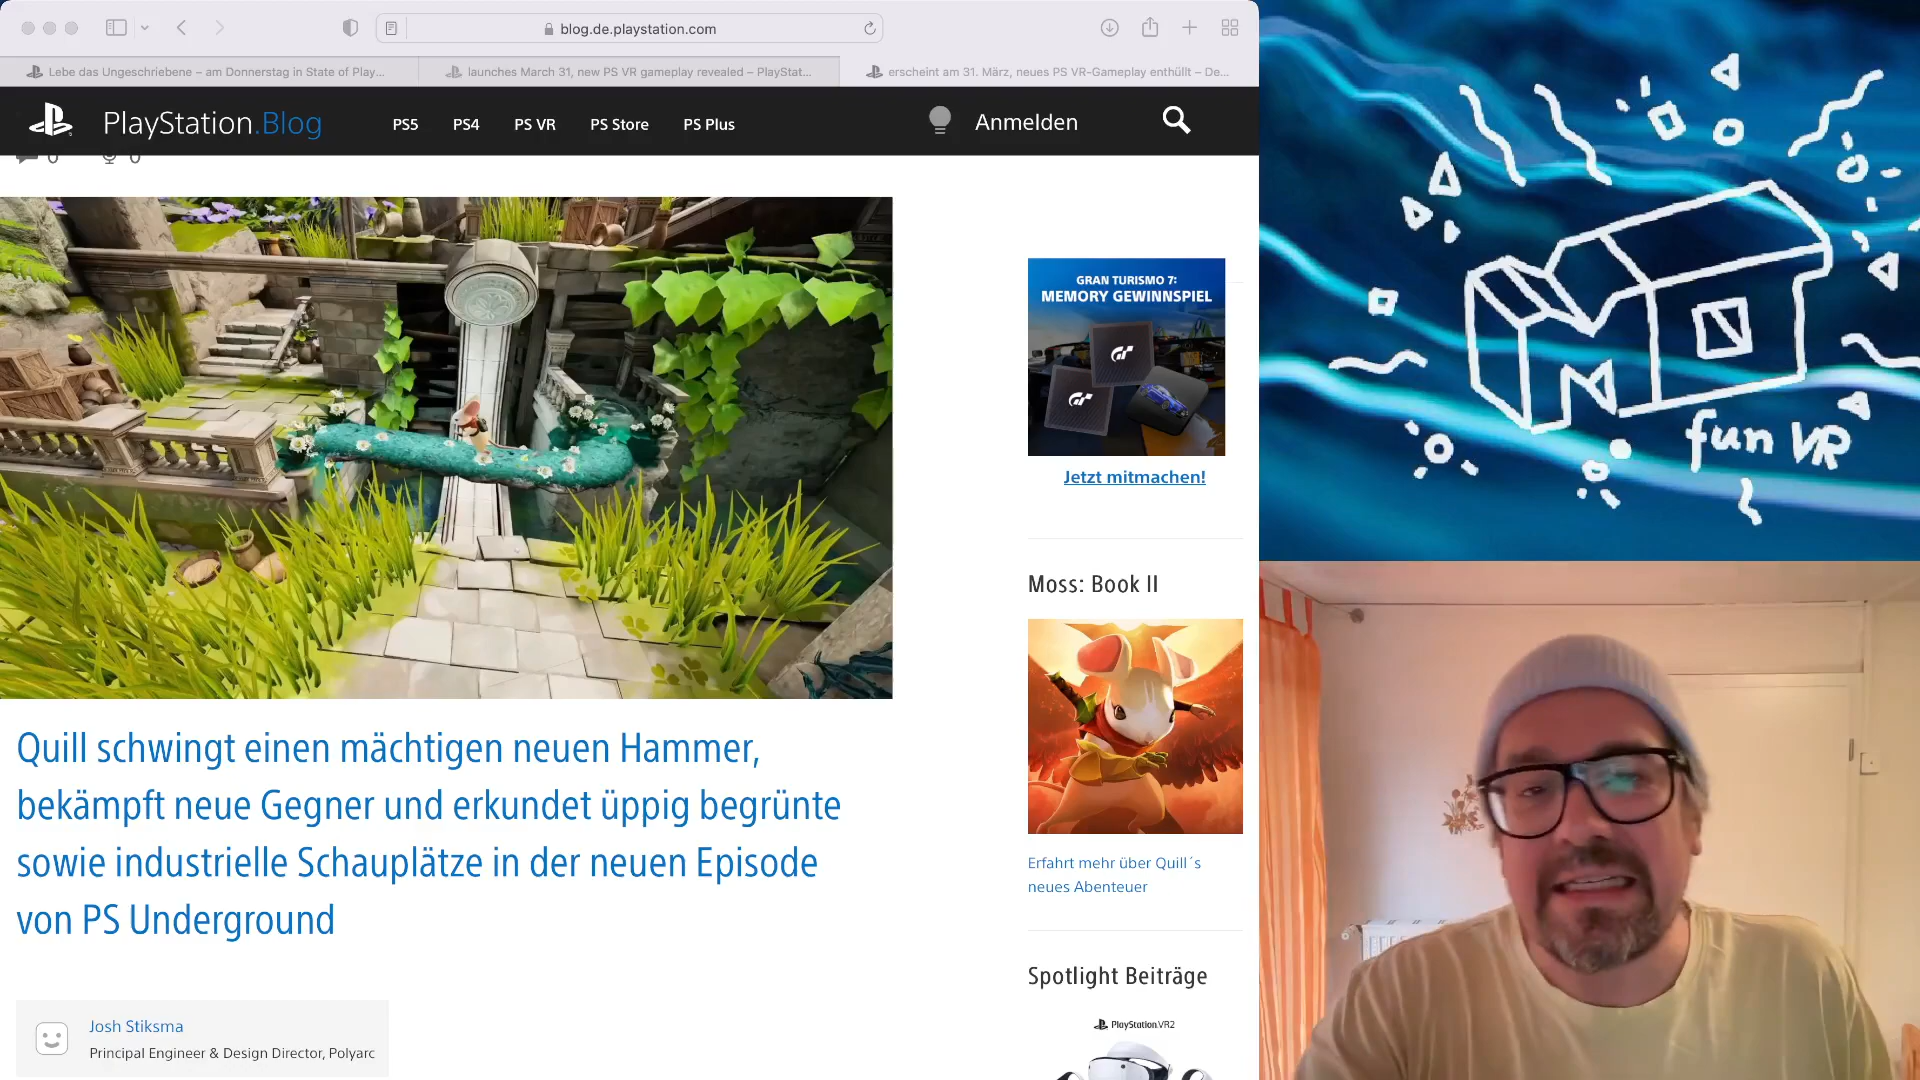 blog.de.playstation.com
Lebe das Ungeschriebene – am Donnerstag in State of Play...
launches March 31, new PS VR gameplay revealed – PlayStat...
erscheint am 31. März, neues PS VR-Gameplay enthüllt – De...
PlayStation.Blog
PS5
PS4
PS VR
PS Store
PS Plus
Anmelden
0
0
GRAN TURISMO 7:
MEMORY GEWINNSPIEL
GT
GT
Jetzt mitmachen!
Moss: Book II
Erfahrt mehr über Quill´s
neues Abenteuer
Spotlight Beiträge
PlayStation.VR2
Quill schwingt einen mächtigen neuen Hammer,
bekämpft neue Gegner und erkundet üppig begrünte
sowie industrielle Schauplätze in der neuen Episode
von PS Underground
Josh Stiksma
Principal Engineer & Design Director, Polyarc
fun VR